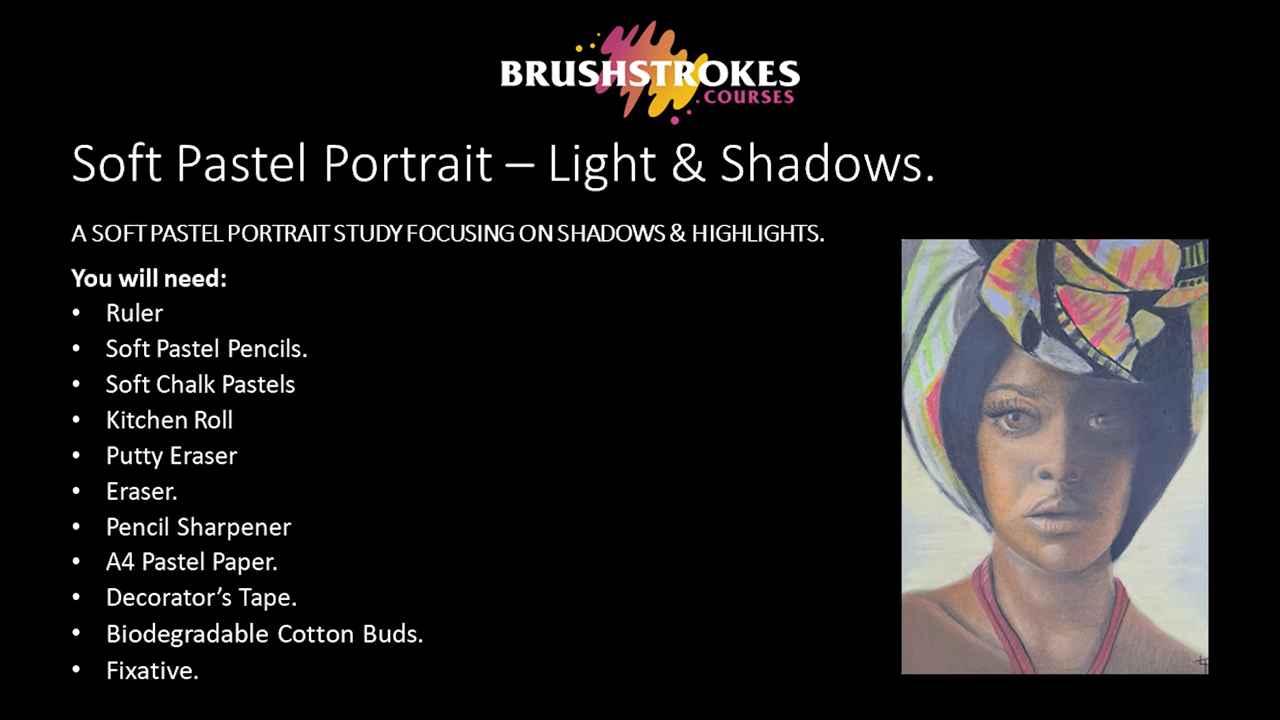 BRUSHSTROKES
.COURSES
Soft Pastel Portrait – Light & Shadows.
A SOFT PASTEL PORTRAIT STUDY FOCUSING ON SHADOWS & HIGHLIGHTS.
You will need:
• Ruler
• Soft Pastel Pencils.
• Soft Chalk Pastels
• Kitchen Roll
• Putty Eraser
• Eraser.
• Pencil Sharpener
• A4 Pastel Paper.
• Decorator’s Tape.
• Biodegradable Cotton Buds.
• Fixative.